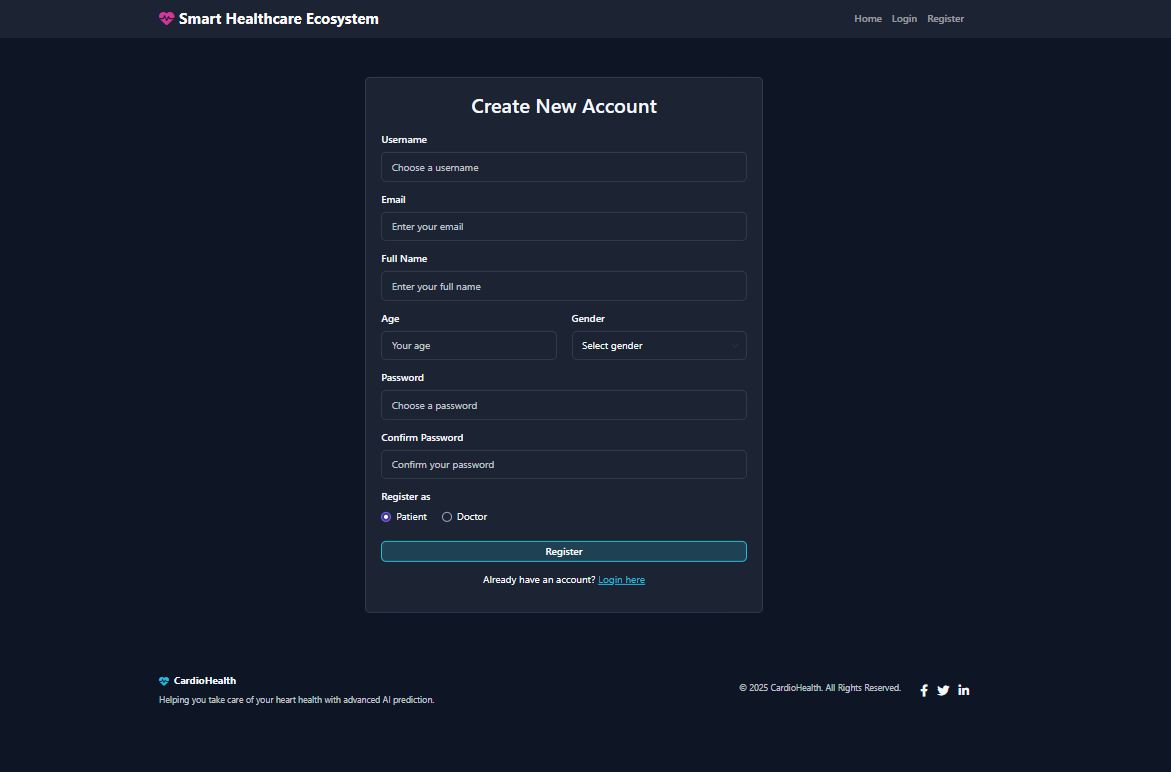 Smart Healthcare Ecosystem
Home Login Register
Create New Account
Username
Choose a username
Email
Enter your email
Full Name
Enter your full name
Age Gender
Your age Select gender
Password
Choose a password
Confirm Password
Confirm your password
Register as
Patient Doctor
Register
Already have an account? Login here
CardioHealth
Helping you take care of your heart health with advanced AI prediction.
© 2025 CardioHealth. All Rights Reserved.